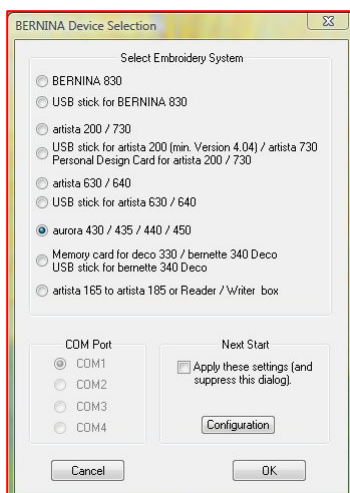 BERNINA Device Selection
Select Embroidery System
BERNINA 830
USB stick for BERNINA 830
artista 200 / 730
USB stick for artista 200 (min. Version 4.04) / artista 730
Personal Design Card for artista 200 / 730
artista 630 / 640
USB stick for artista 630 / 640
aurora 430 / 435 / 440 / 450
Memory card for deco 330 / bernette 340 Deco
USB stick for bernette 340 Deco
artista 165 to artista 185 or Reader / Writer box
COM Port
COM1
COM2
COM3
COM4
Next Start
Apply these settings (and
suppress this dialog).
Configuration
Cancel
OK